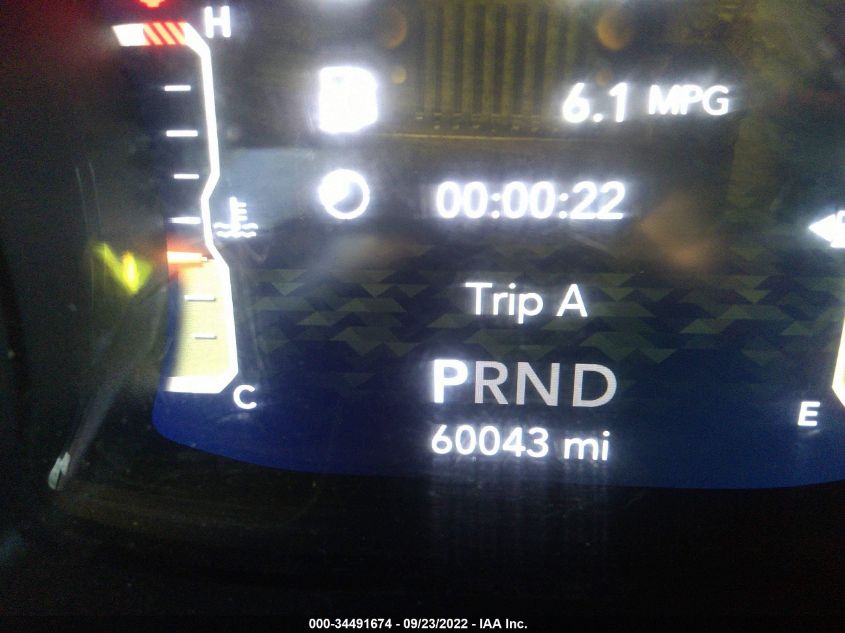 H
6.1 MPG
00:00:22
Trip A
PRND
C
E
60043 mi
000-34491674 - 09/23/2022 - IAA Inc.